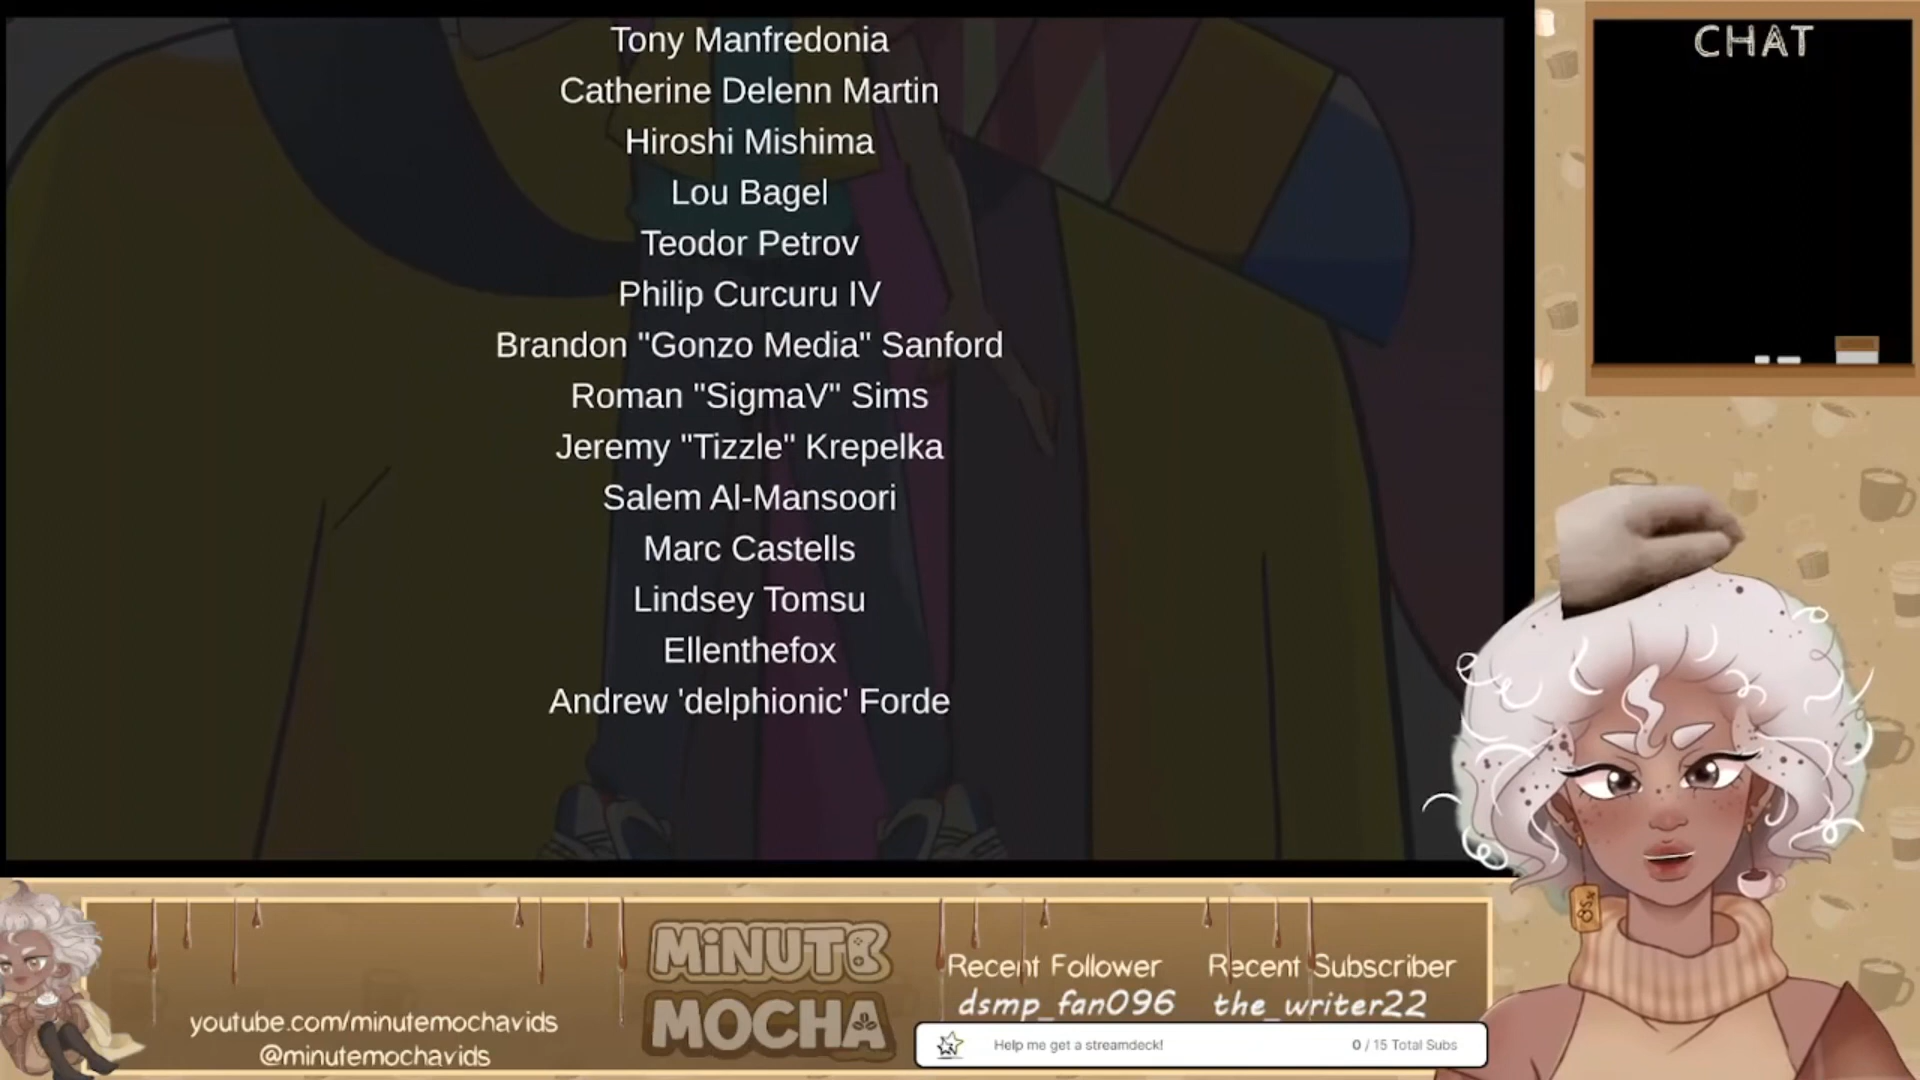 Tony Manfredonia
Catherine Delenn Martin
Hiroshi Mishima
Lou Bagel
Teodor Petrov
Philip Curcuru IV
Brandon "Gonzo Media" Sanford
Roman "SigmaV" Sims
Jeremy "Tizzle" Krepelka
Salem Al-Mansoori
Marc Castells
Lindsey Tomsu
Ellenthefox
Andrew 'delphionic' Forde
CHAT
youtube.com/minutemochavids
@minutemochavids
MINUTE
MOCHA
Recent Follower
dsmp_fan096
Recent Subscriber
the_writer22
Help me get a streamdeck!
0 / 15 Total Subs